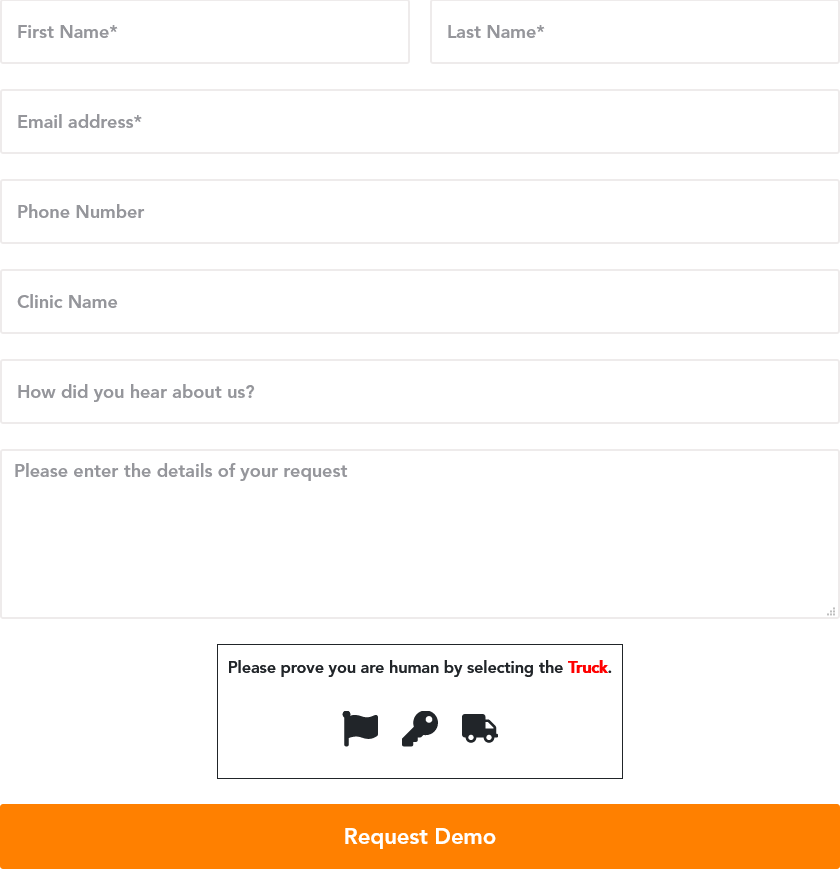 First Name*
Last Name*
Email address*
Phone Number
Clinic Name
How did you hear about us?
Please enter the details of your request
Please prove you are human by selecting the Truck.
Request Demo